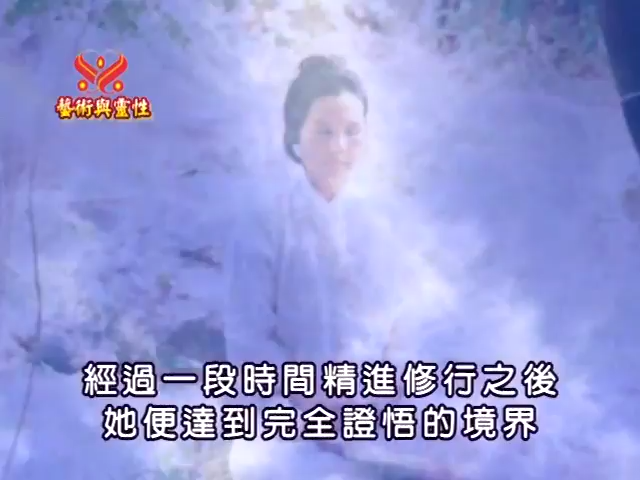 藝術與靈性
經過一段時間精進修行之後
她便達到完全證悟的境界